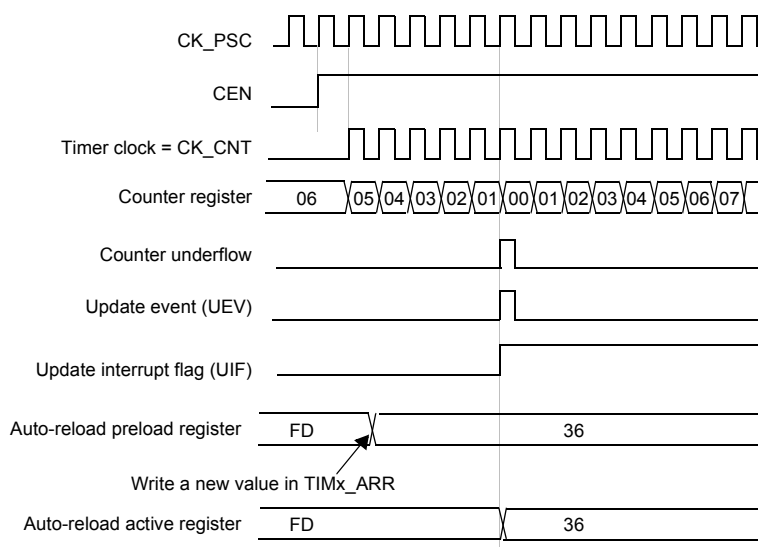 CK_PSC
CEN
Timer clock = CK_CNT
Counter register 06 05 04 03 02 01 00 01 02 03 04 05 06 07
Counter underflow
Update event (UEV)
Update interrupt flag (UIF)
Auto-reload preload register FD 36
Write a new value in TIMx_ARR
Auto-reload active register FD 36